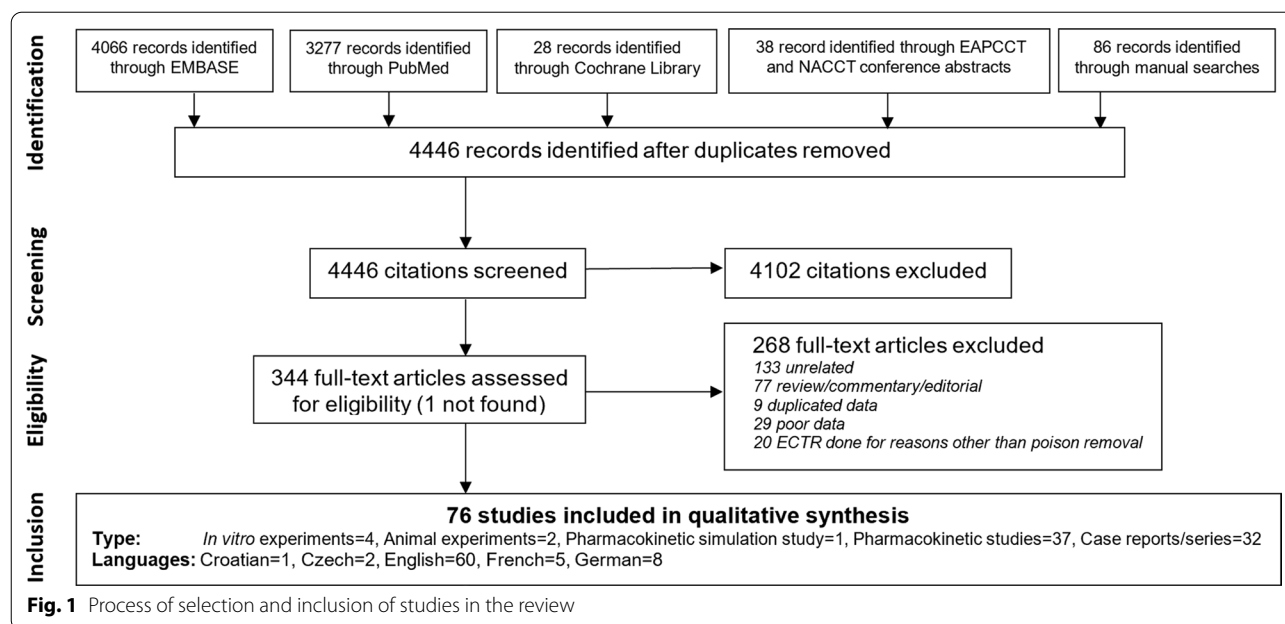 Identification
4066 records identified
through EMBASE
3277 records identified
through PubMed
28 records identified
through Cochrane Library
38 record identified through EAPCCT
and NACCT conference abstracts
86 records identified
through manual searches
4446 records identified after duplicates removed
Screening
4446 citations screened
4102 citations excluded
Eligibility
344 full-text articles assessed
for eligibility (1 not found)
268 full-text articles excluded
133 unrelated
77 review/commentary/editorial
9 duplicated data
29 poor data
20 ECTR done for reasons other than poison removal
Inclusion
76 studies included in qualitative synthesis
Type: In vitro experiments=4, Animal experiments=2, Pharmacokinetic simulation study=1, Pharmacokinetic studies=37, Case reports/series=32
Languages: Croatian=1, Czech=2, English=60, French=5, German=8
Fig. 1 Process of selection and inclusion of studies in the review